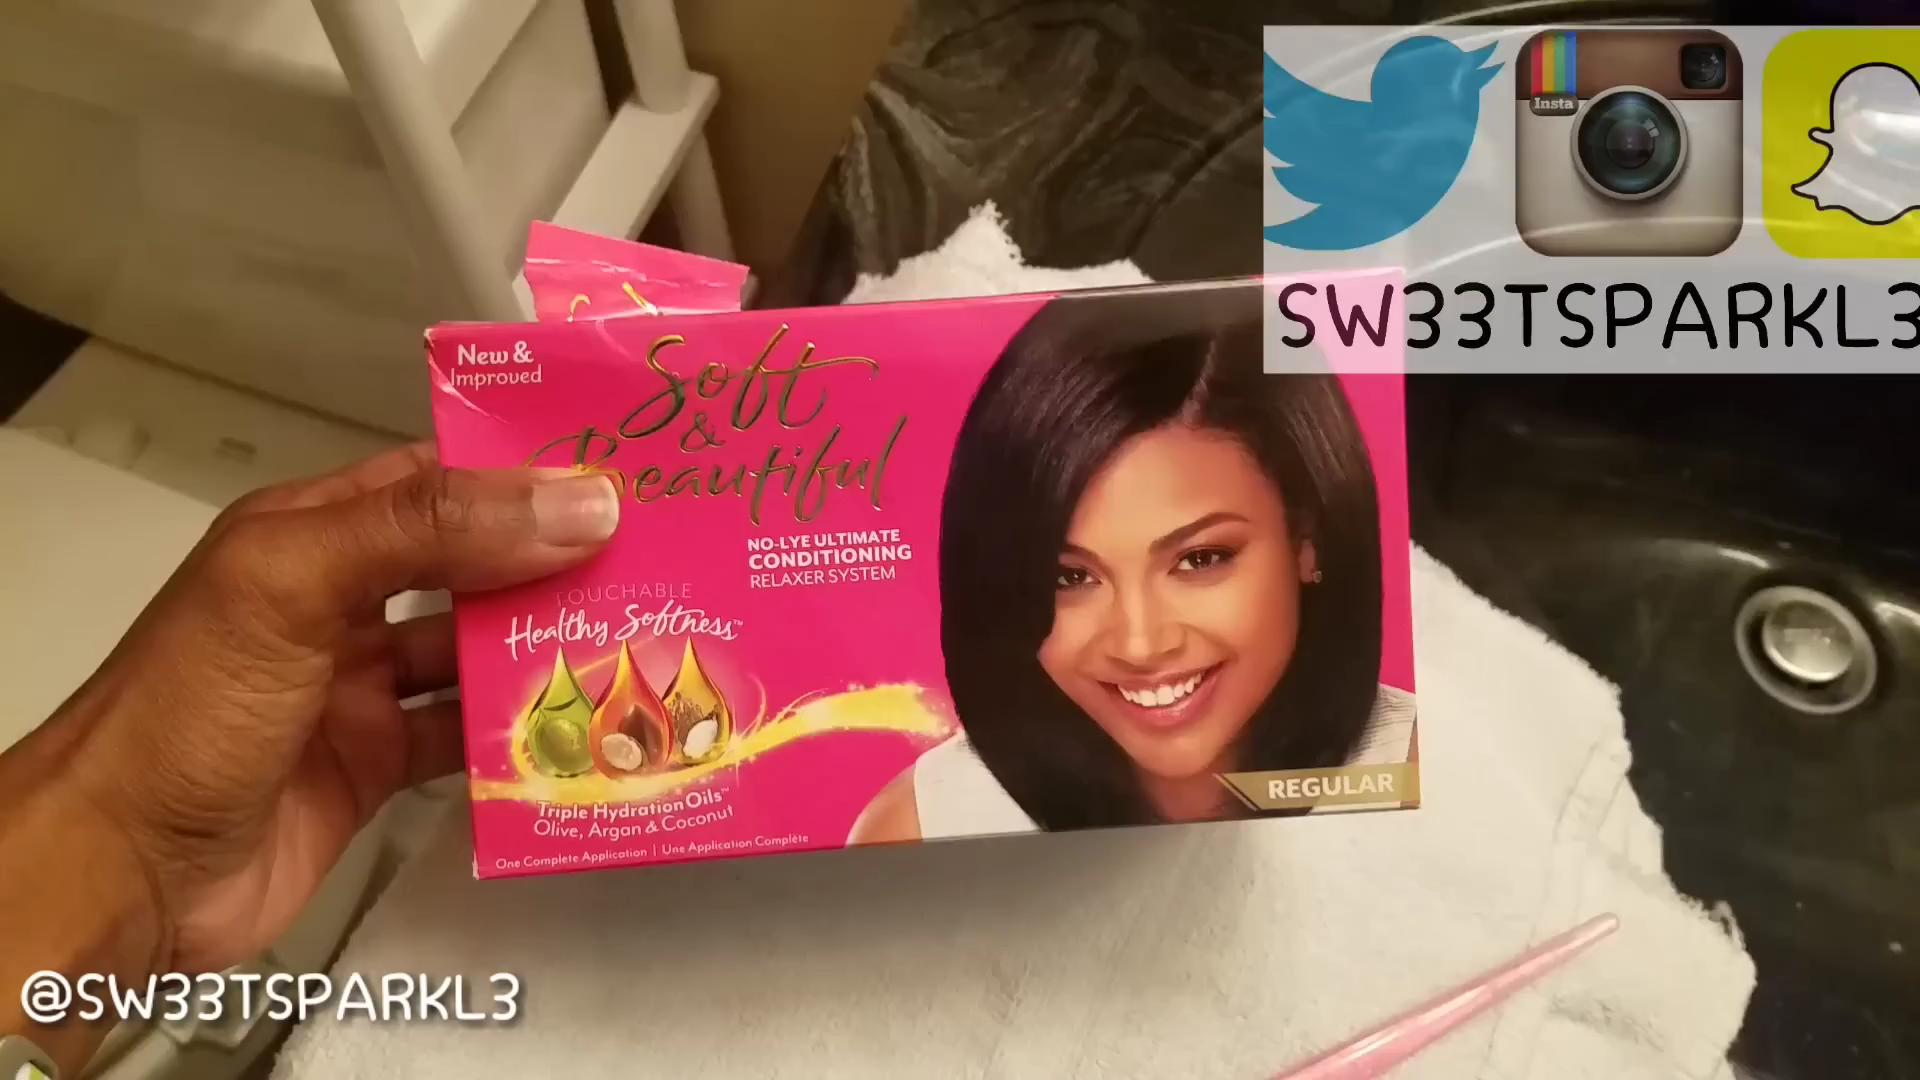 Insta
SW33TSPARKL3
New &
Improved
Soft
&
Beautiful
NO-LYE ULTIMATE
CONDITIONING
RELAXER SYSTEM
TOUCHABLE
Healthy Softness™
Triple Hydration Oils™
Olive, Argan & Coconut
One Complete Application | Une Application Complète
REGULAR
@SW33TSPARKL3